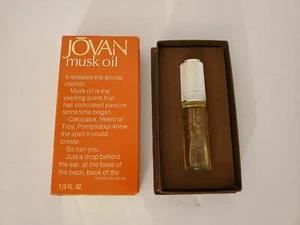 JŌVAN
musk oil
It releases the animal
instinct.
Musk oil is the
exciting scent that
has stimulated passion
since time began.
Cleopatra, Helen of
Troy, Pompadour knew
the spell it could
create.
So can you.
Just a drop behind
the ear, at the base of
the neck, back of the
1/3 FL. OZ.